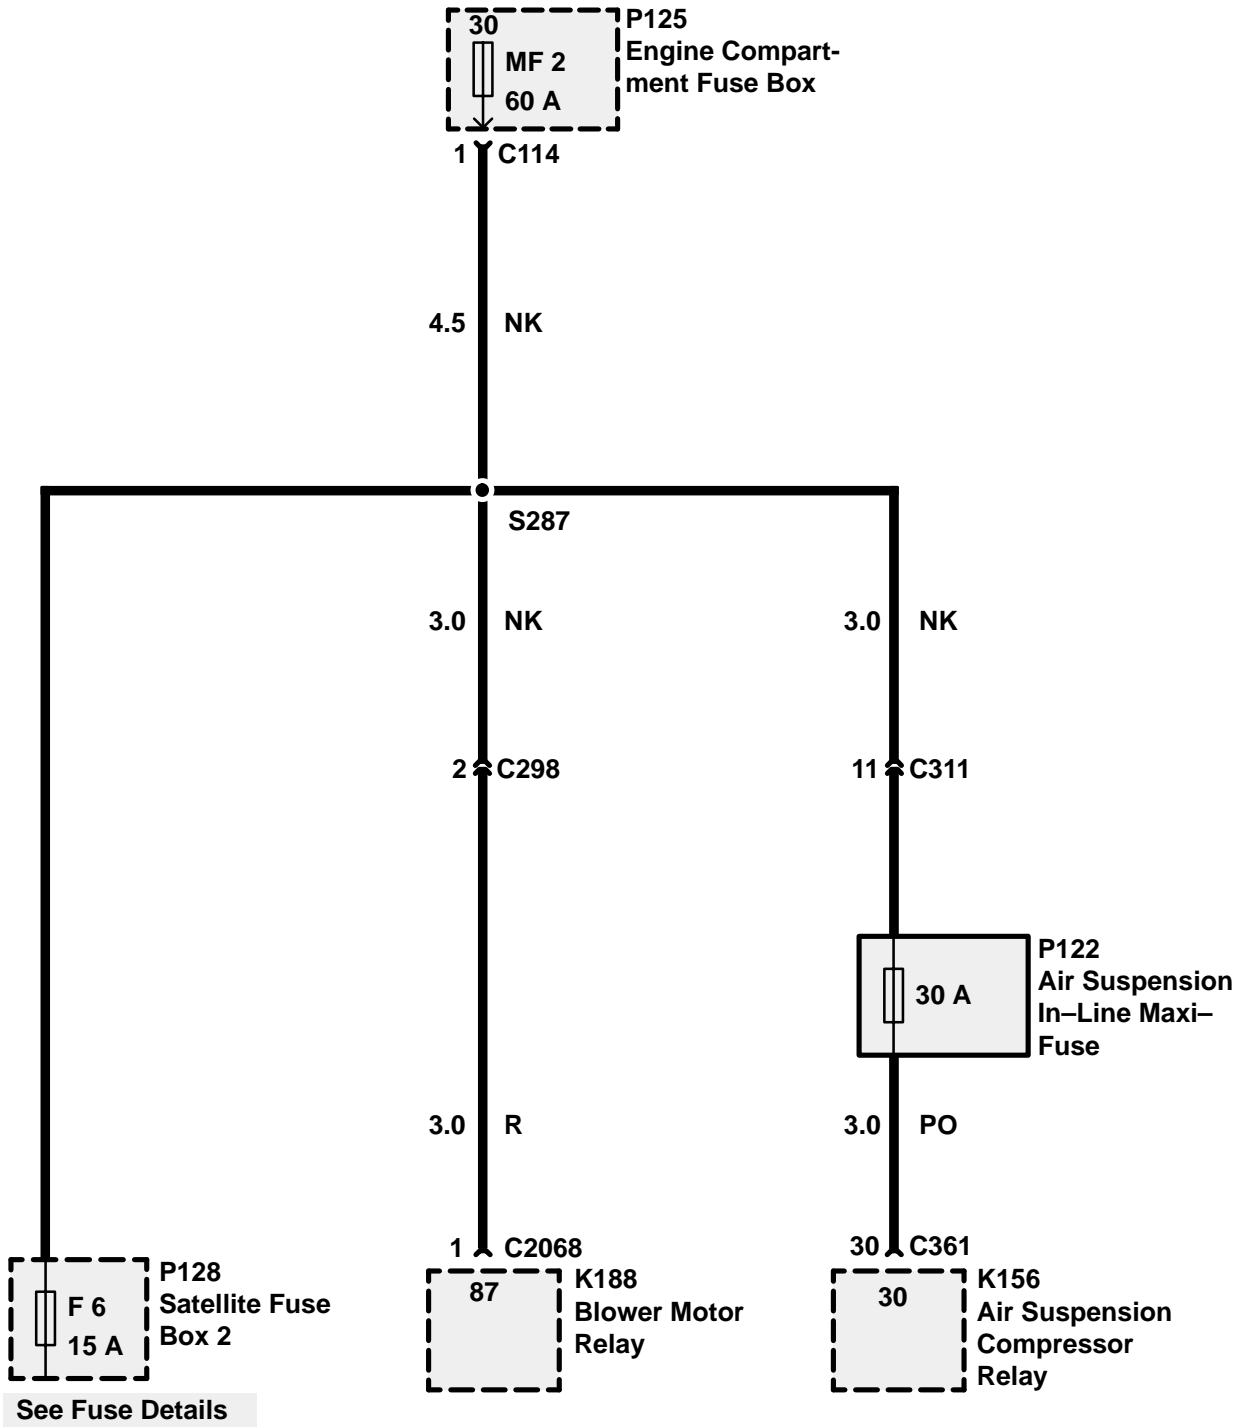 30
MF 2
60 A
P125
Engine Compart-
ment Fuse Box
1 C114
4.5 NK
S287
3.0 NK
3.0 NK
2 C298
11 C311
30 A
P122
Air Suspension
In–Line Maxi–
Fuse
3.0 R
3.0 PO
1 C2068
30 C361
F 6
15 A
P128
Satellite Fuse
Box 2
87
K188
Blower Motor
Relay
30
K156
Air Suspension
Compressor
Relay
See Fuse Details